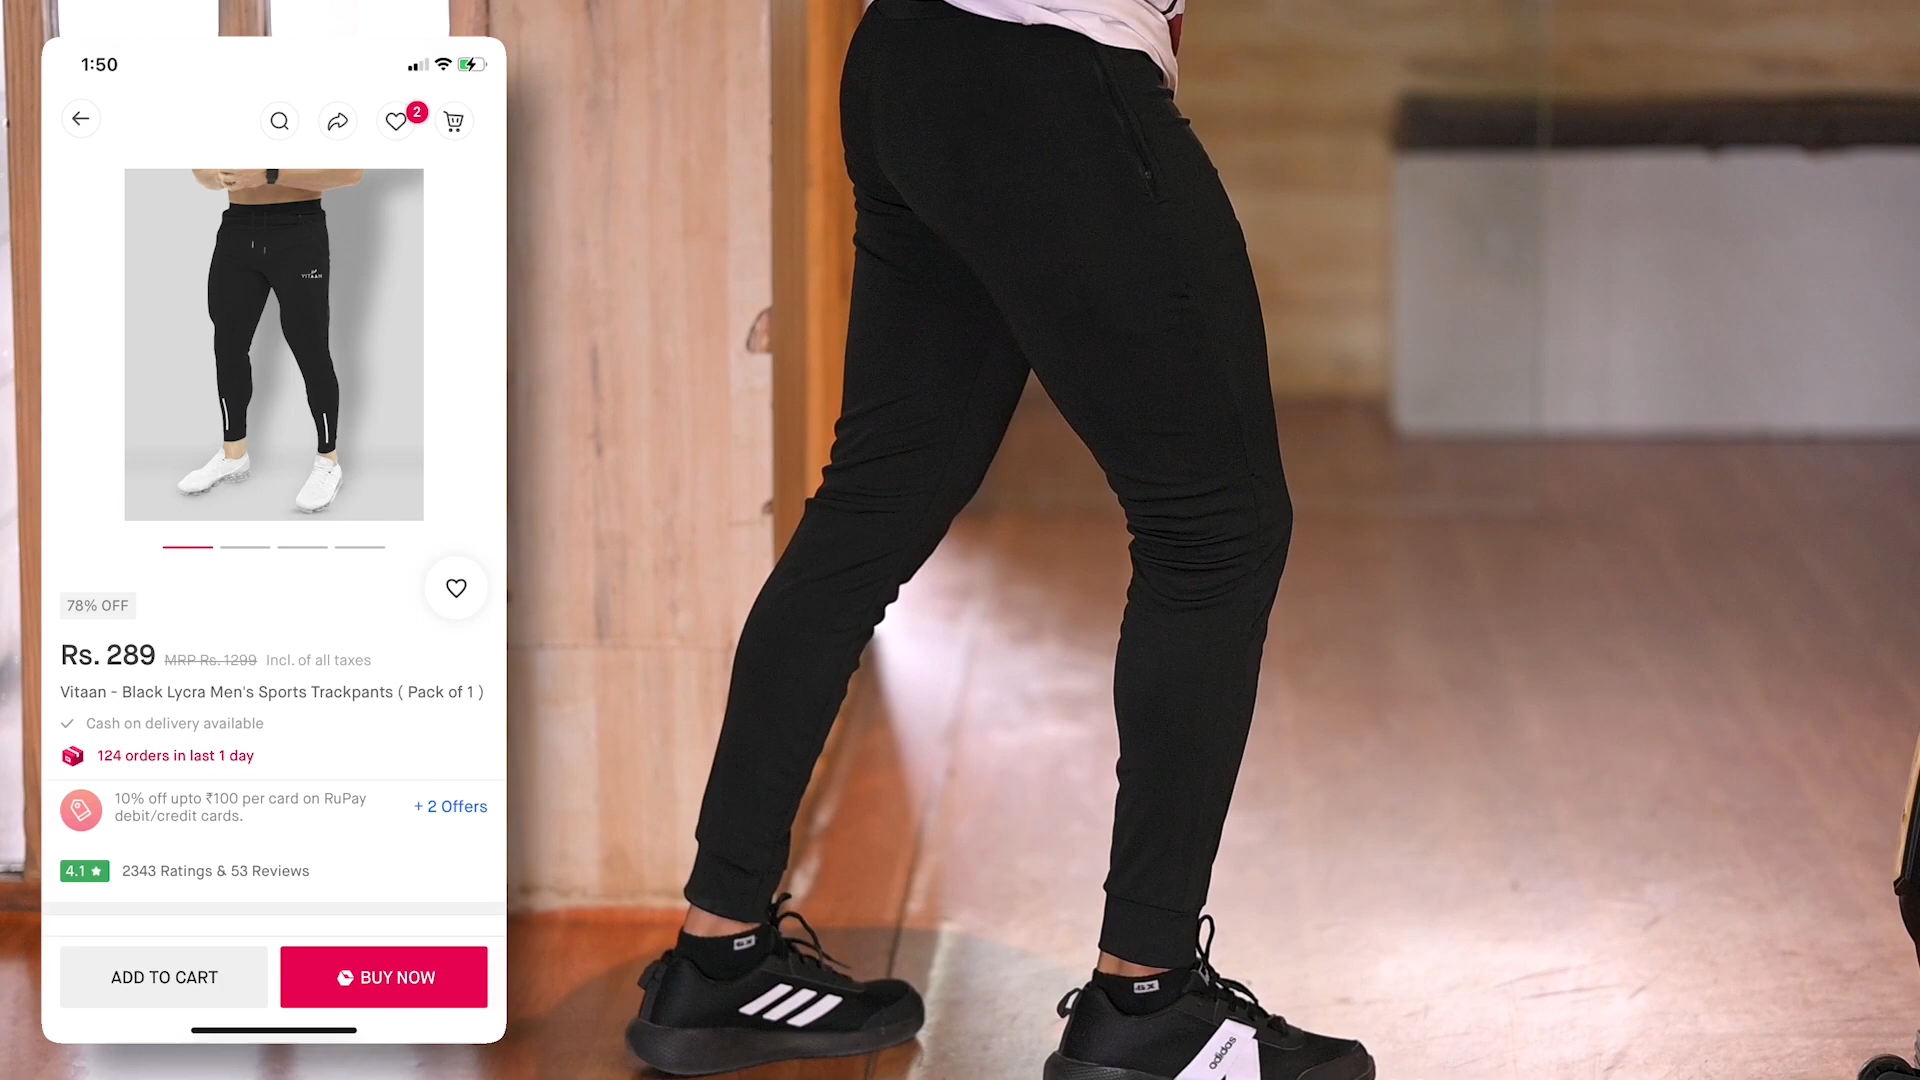 1:50
2
VITAAN
78% OFF
Rs. 289 MRP Rs. 1299 Incl. of all taxes
Vitaan - Black Lycra Men's Sports Trackpants ( Pack of 1 )
Cash on delivery available
124 orders in last 1 day
10% off upto ₹100 per card on RuPay
debit/credit cards.
+ 2 Offers
4.1 ★ 2343 Ratings & 53 Reviews
ADD TO CART
BUY NOW
adidas